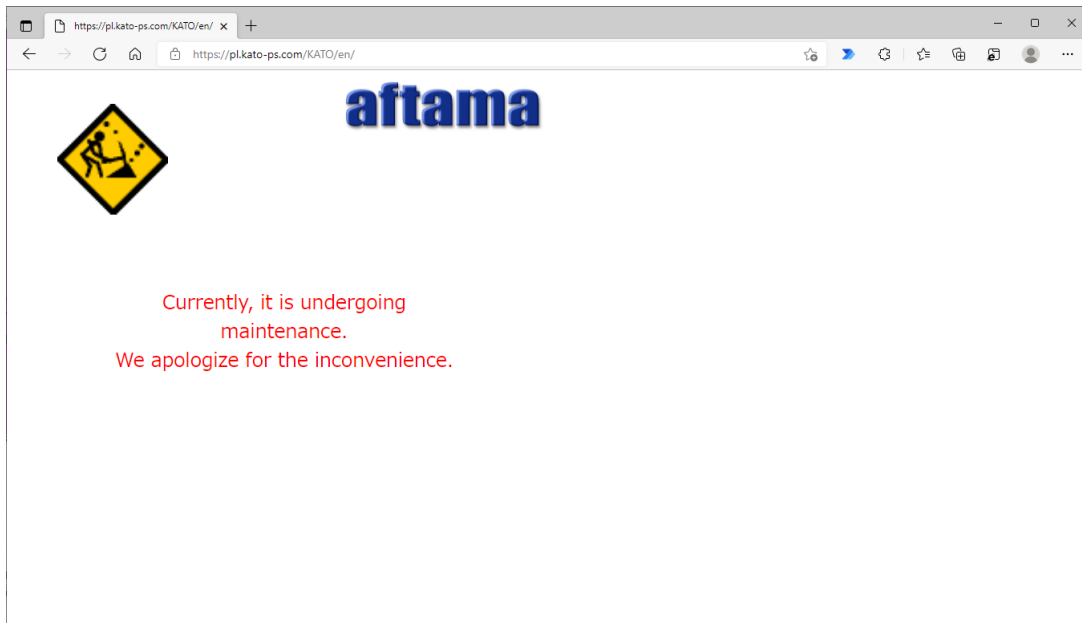 https://pl.kato-ps.com/KATO/en/
https://pl.kato-ps.com/KATO/en/
aftama
Currently, it is undergoing
maintenance.
We apologize for the inconvenience.